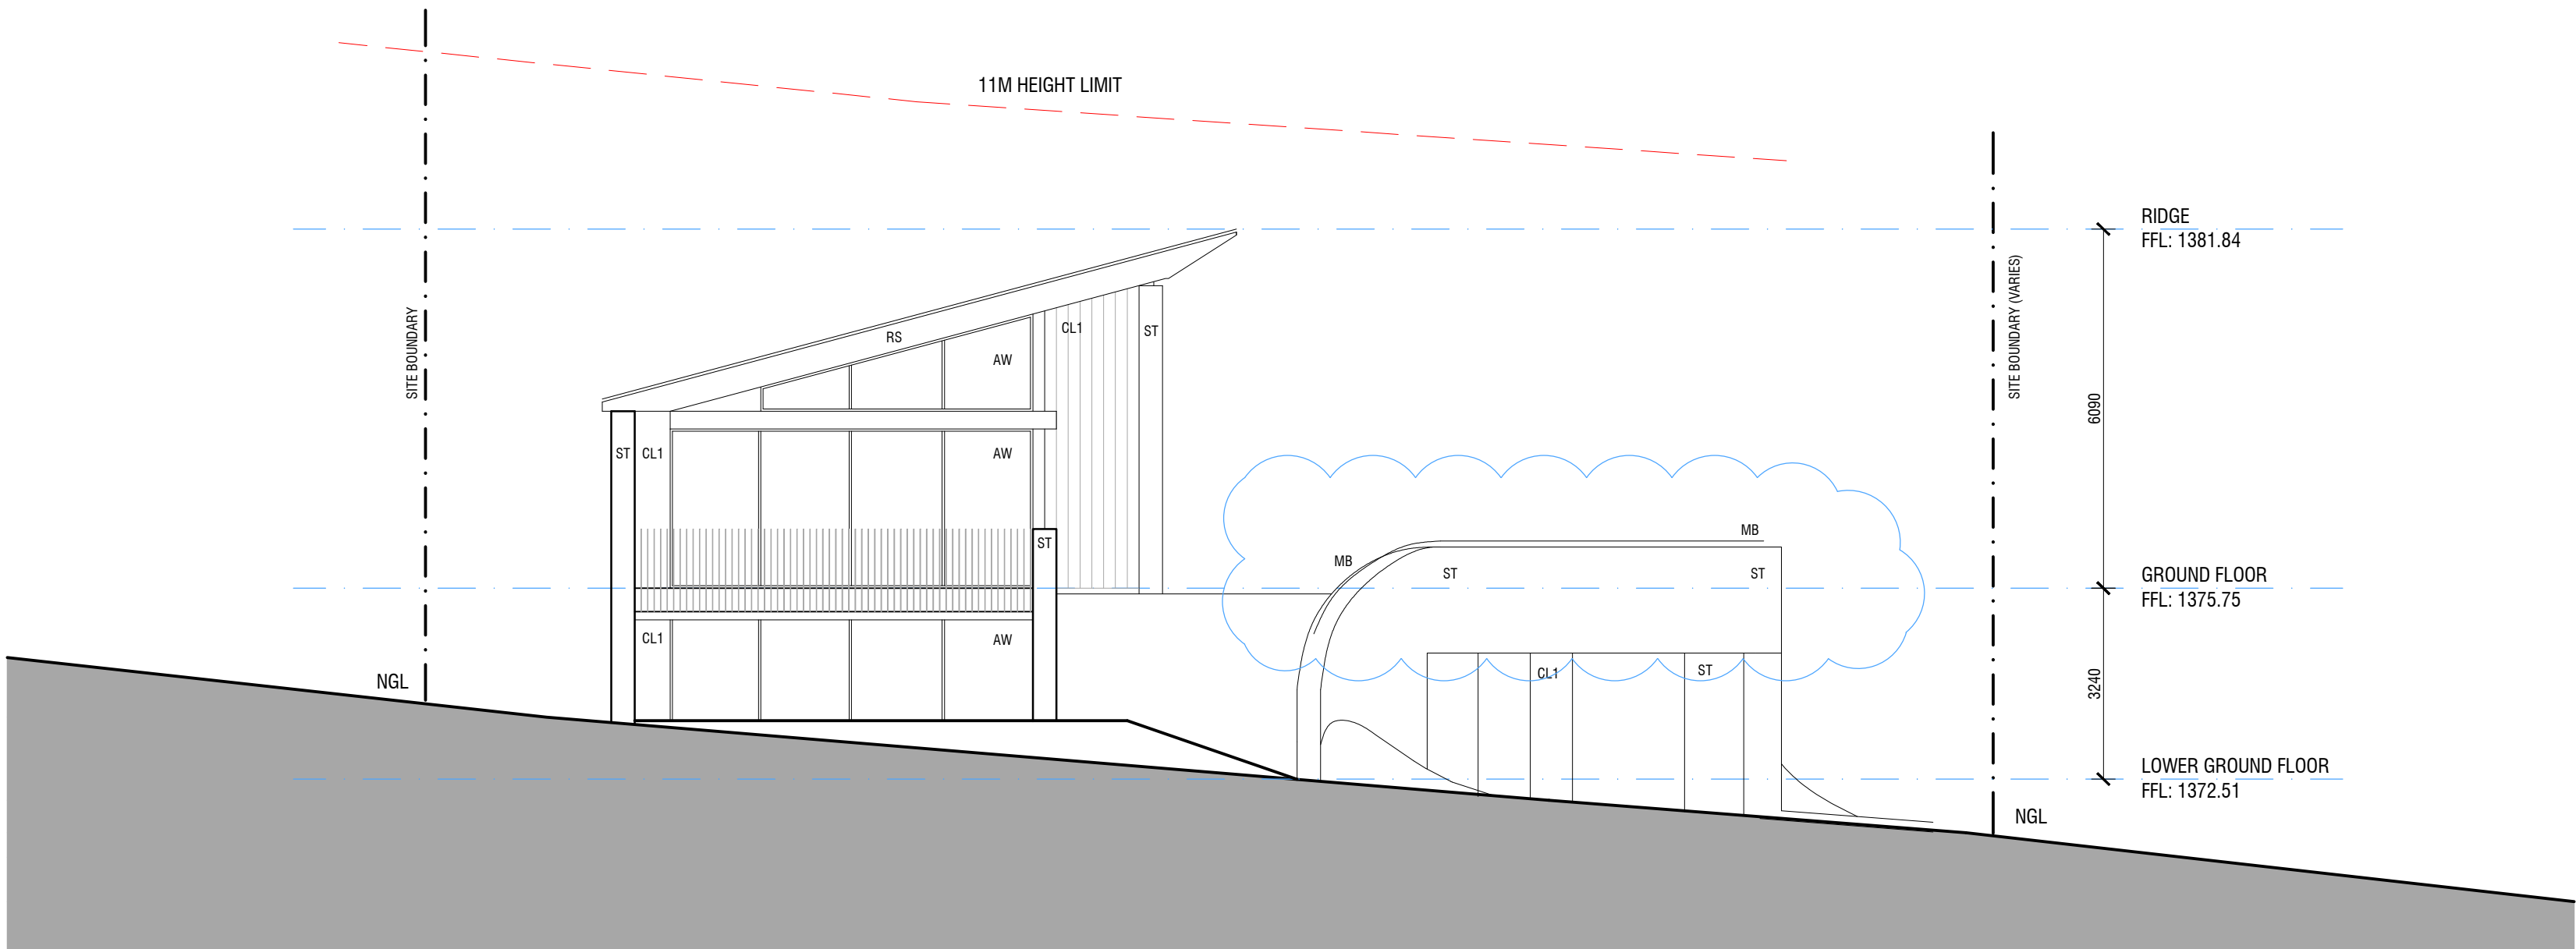 11M HEIGHT LIMIT
RIDGE
FFL: 1381.84
SITE BOUNDARY
SITE BOUNDARY (VARIES)
CL1
ST
RS
AW
6090
ST
CL1
AW
MB
ST
MB
ST
ST
GROUND FLOOR
FFL: 1375.75
CL1
AW
CL1
ST
NGL
3240
LOWER GROUND FLOOR
FFL: 1372.51
NGL